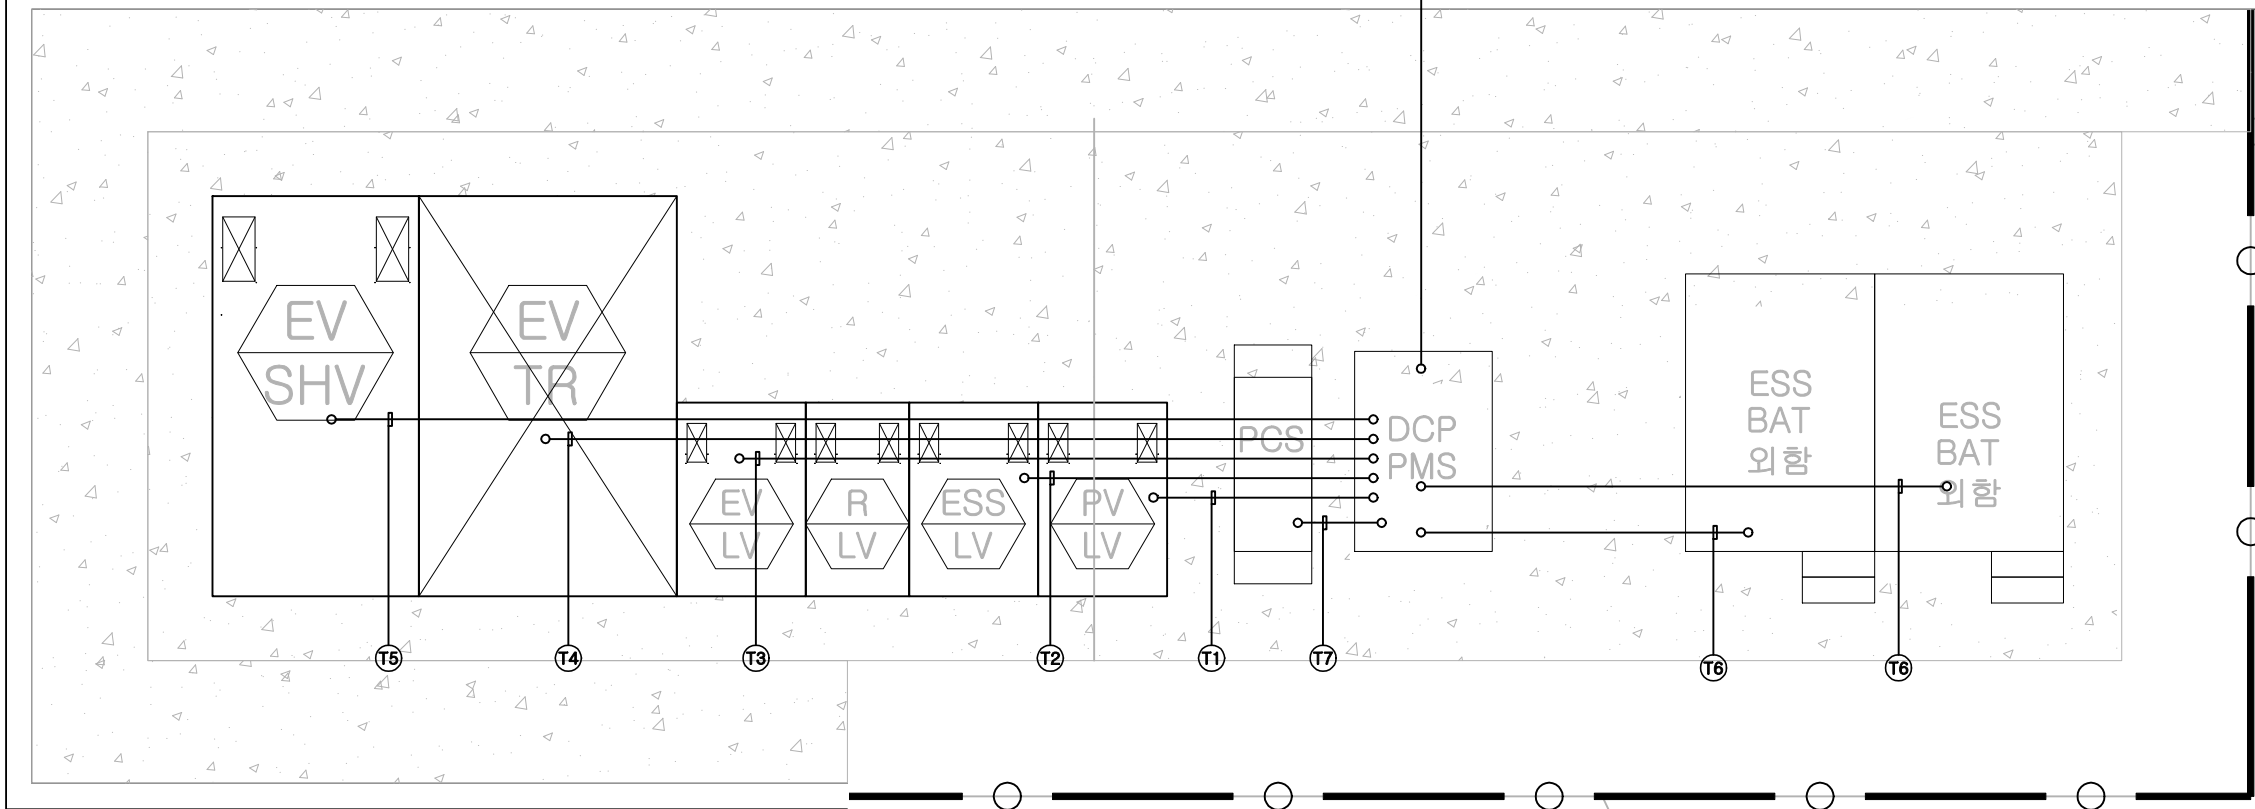 EV
SHV
EV
TR
EV
LV
R
LV
ESS
LV
PV
LV
PCS
DCP
PMS
ESS
BAT
외함
ESS
BAT
외함
T5
T4
T3
T2
T1
T7
T6
T6